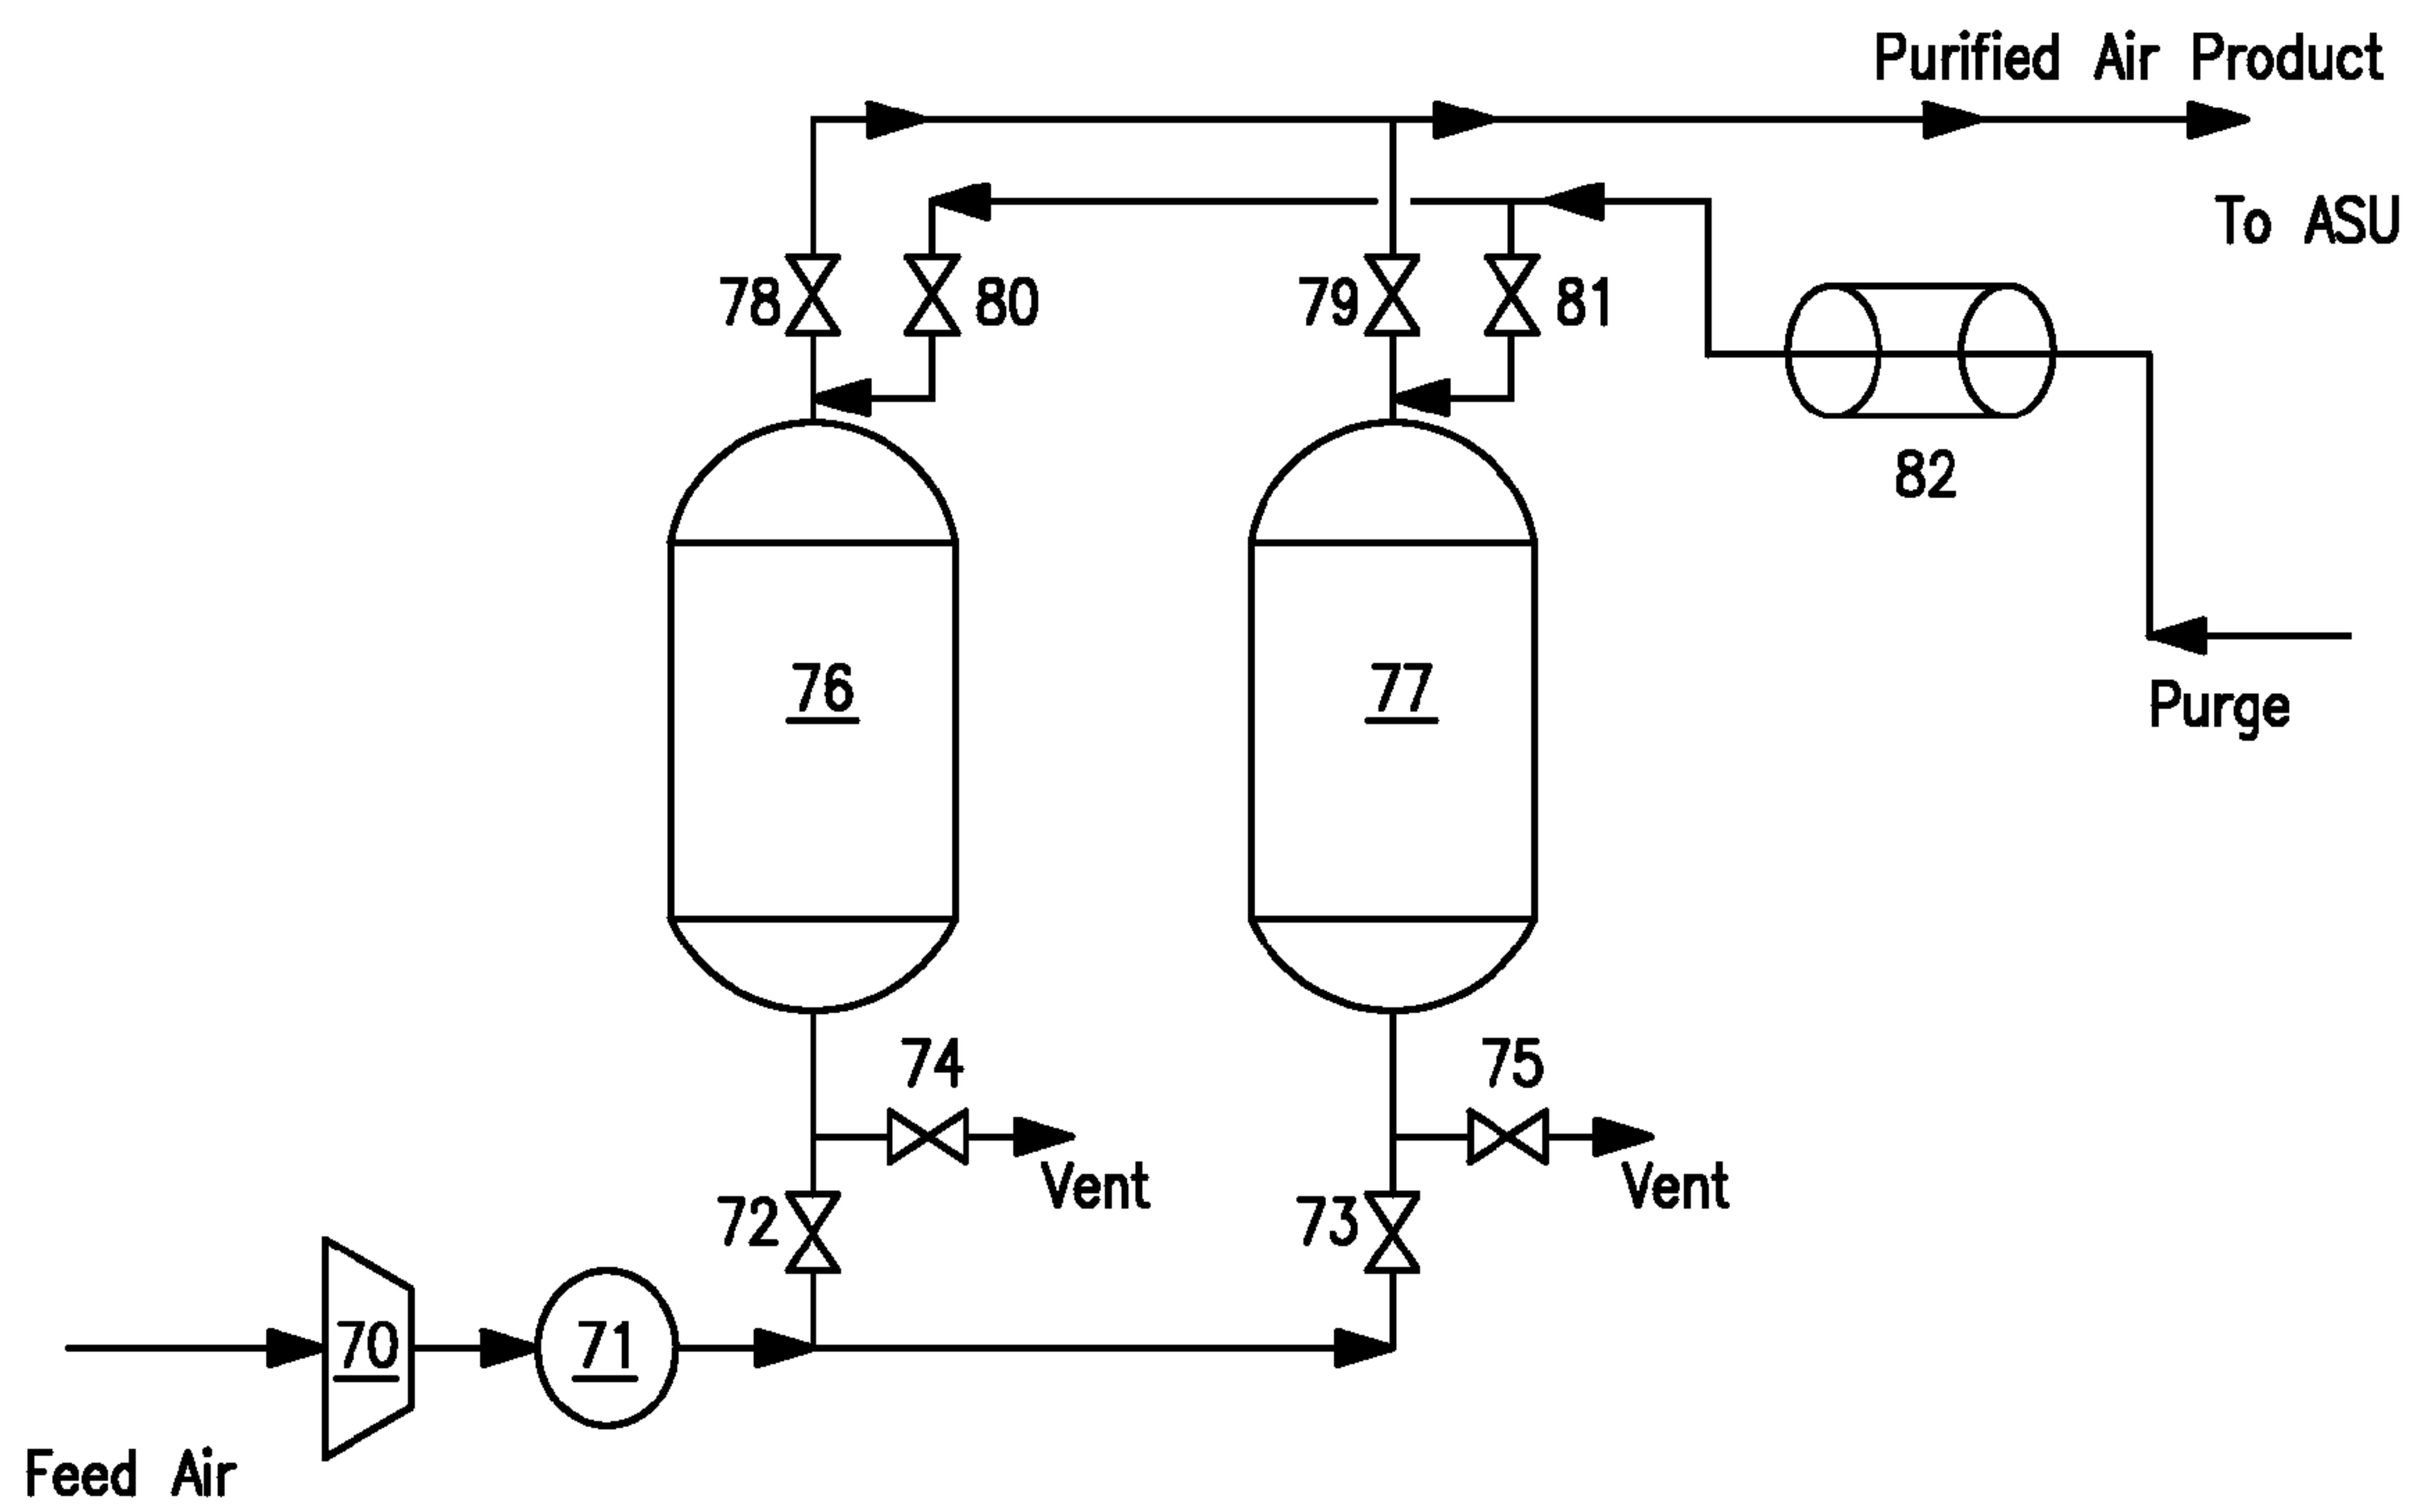 Purified Air Product
To ASU
78
80
79
81
82
76
77
Purge
74
75
Vent
Vent
72
73
70
71
Feed Air